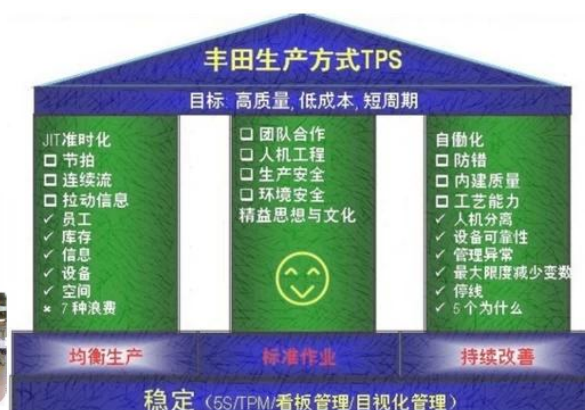 丰田生产方式TPS
目标: 高质量, 低成本, 短周期
JIT准时化
节拍
连续流
拉动信息
员工
库存
信息
设备
空间
7种浪费
团队合作
人机工程
生产安全
环境安全
精益思想与文化
自働化
防错
内建质量
工艺能力
人机分离
设备可靠性
管理异常
最大限度减少变数
停线
5个为什么
均衡生产
标准作业
持续改善
稳定（5S/TPM/看板管理/目视化管理）